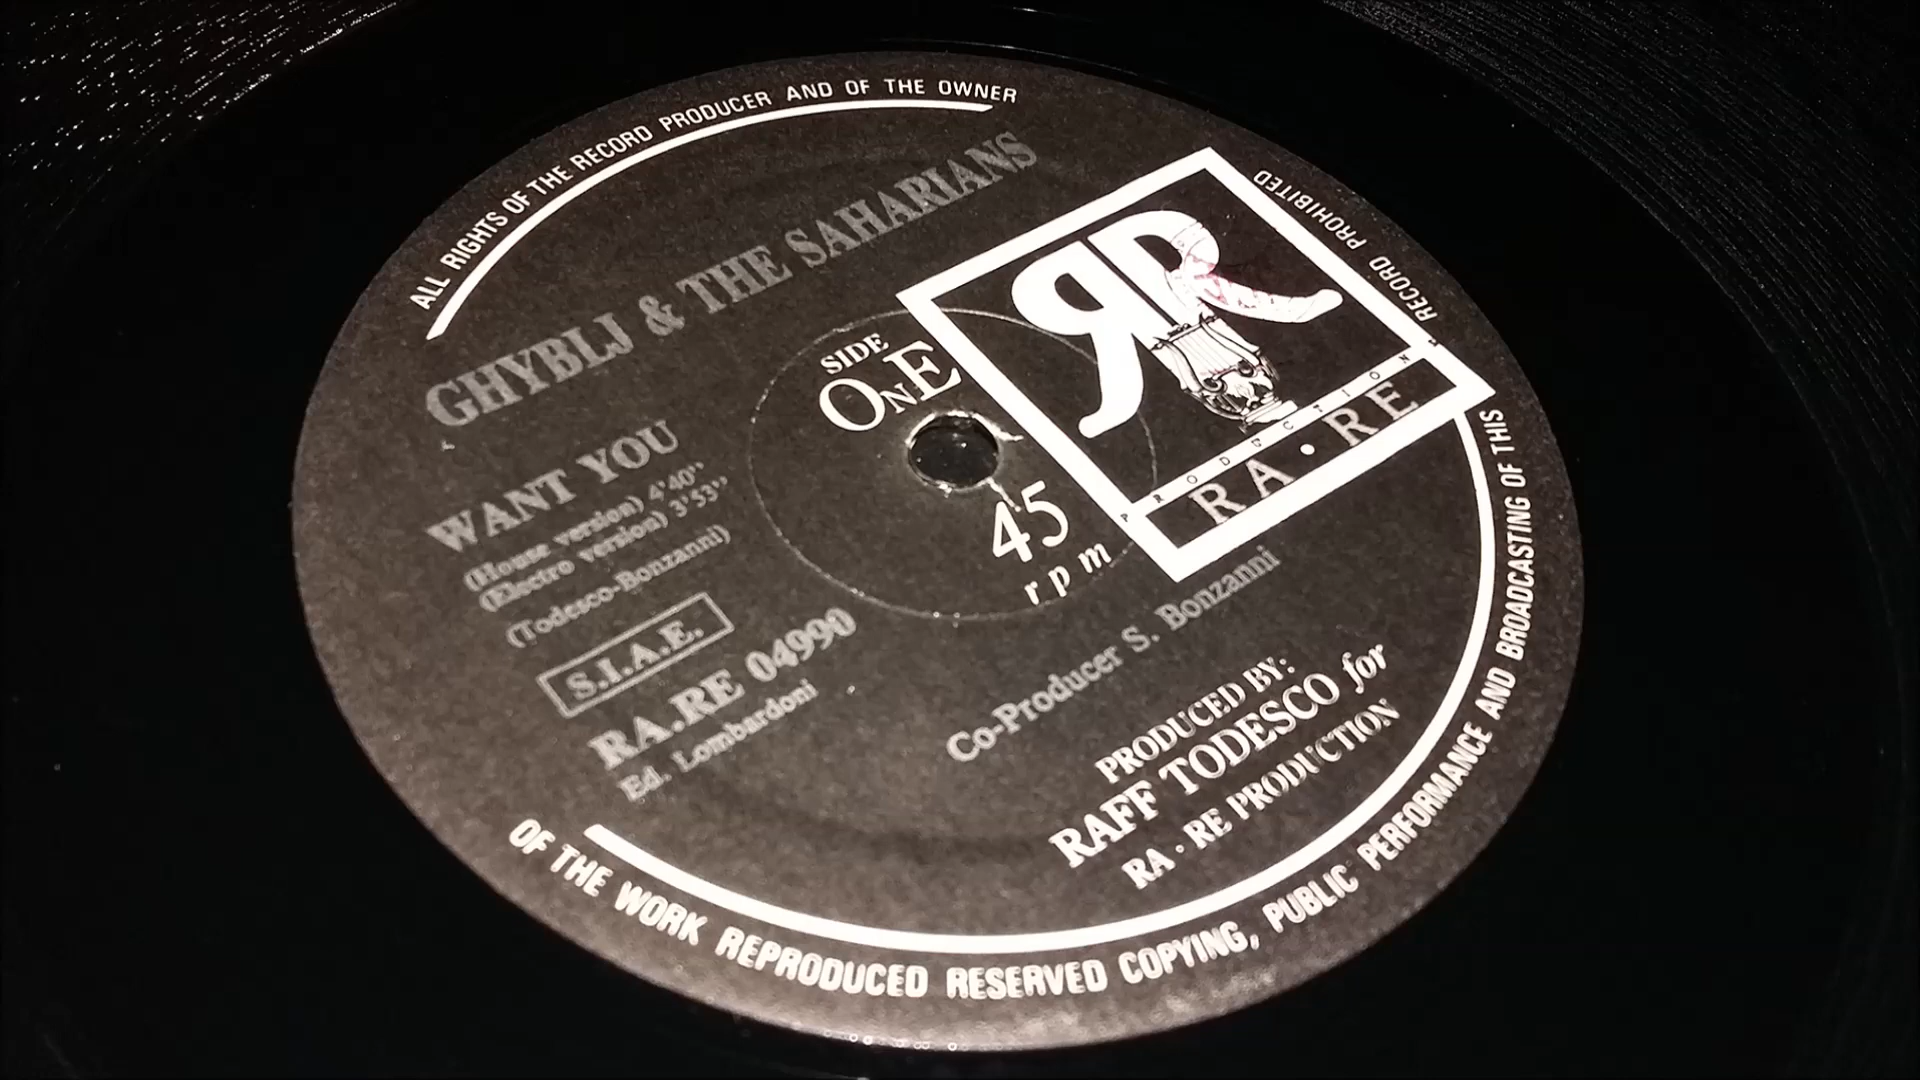 ALL RIGHTS OF THE RECORD PRODUCER AND OF THE OWNER
GHYBLJ & THE SAHARIANS
SIDE
ONE
WANT YOU
(House version) 4'40''
(Electro version) 3'53''
(Todesco-Bonzanni)
S.I.A.E.
RA.RE 04990
Ed. Lombardoni
45
rpm
RR
PRODUCTION
RA•RE
Co-Producer S. Bonzanni
PRODUCED BY:
RAFF TODESCO for
RA•RE PRODUCTION
OF THE WORK REPRODUCED RESERVED COPYING, PUBLIC PERFORMANCE AND BROADCASTING OF THIS
RECORD PROHIBITED